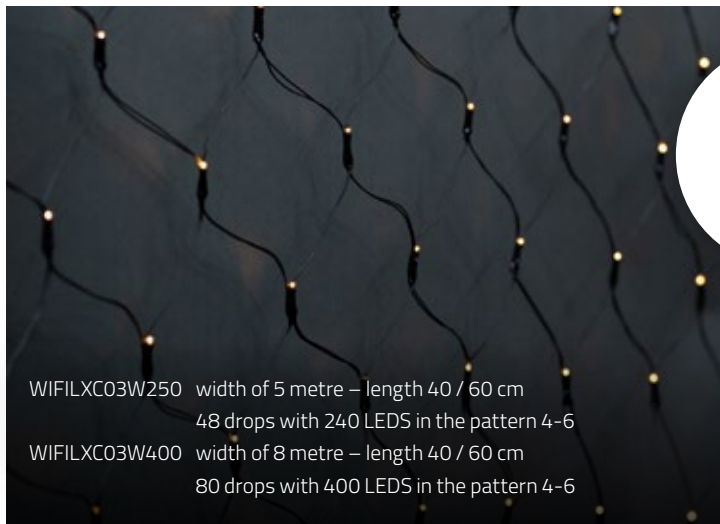 WIFILXC03W250 width of 5 metre – length 40 / 60 cm
48 drops with 240 LEDS in the pattern 4-6
WIFILXC03W400 width of 8 metre – length 40 / 60 cm
80 drops with 400 LEDS in the pattern 4-6